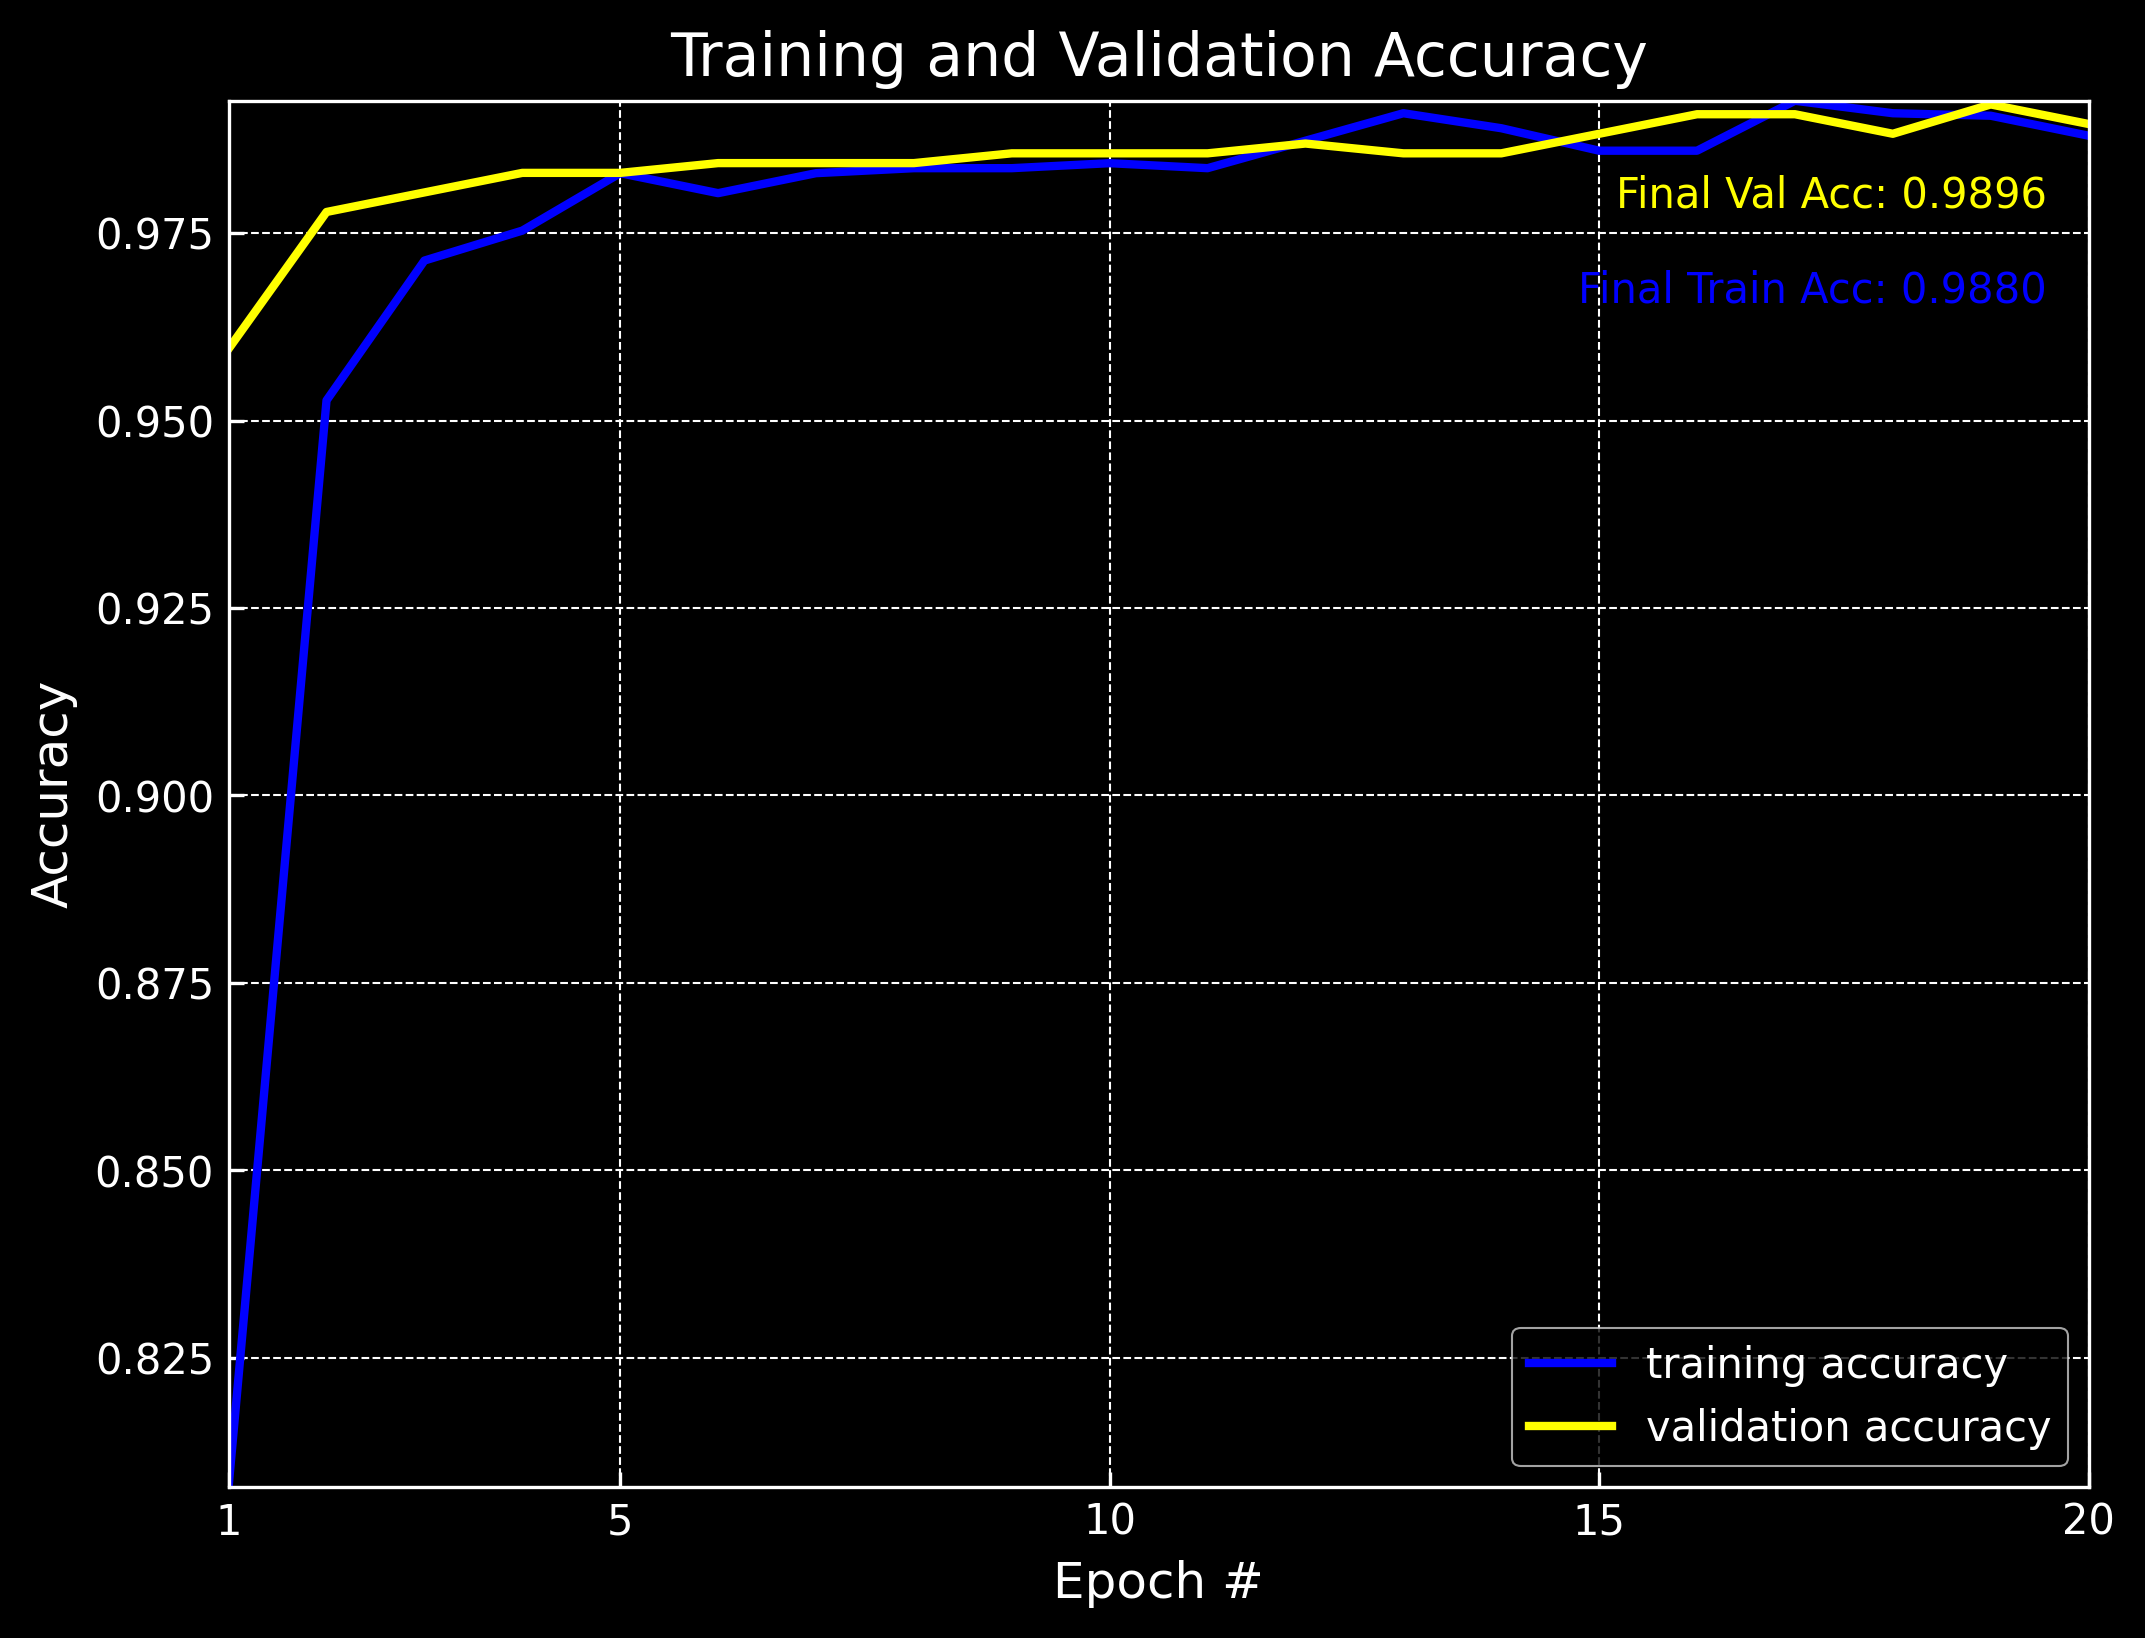 Training and Validation Accuracy
Final Val Acc: 0.9896
Final Train Acc: 0.9880
Accuracy
0.975
0.950
0.925
0.900
0.875
0.850
0.825
training accuracy
validation accuracy
1 5 10 15 20
Epoch #